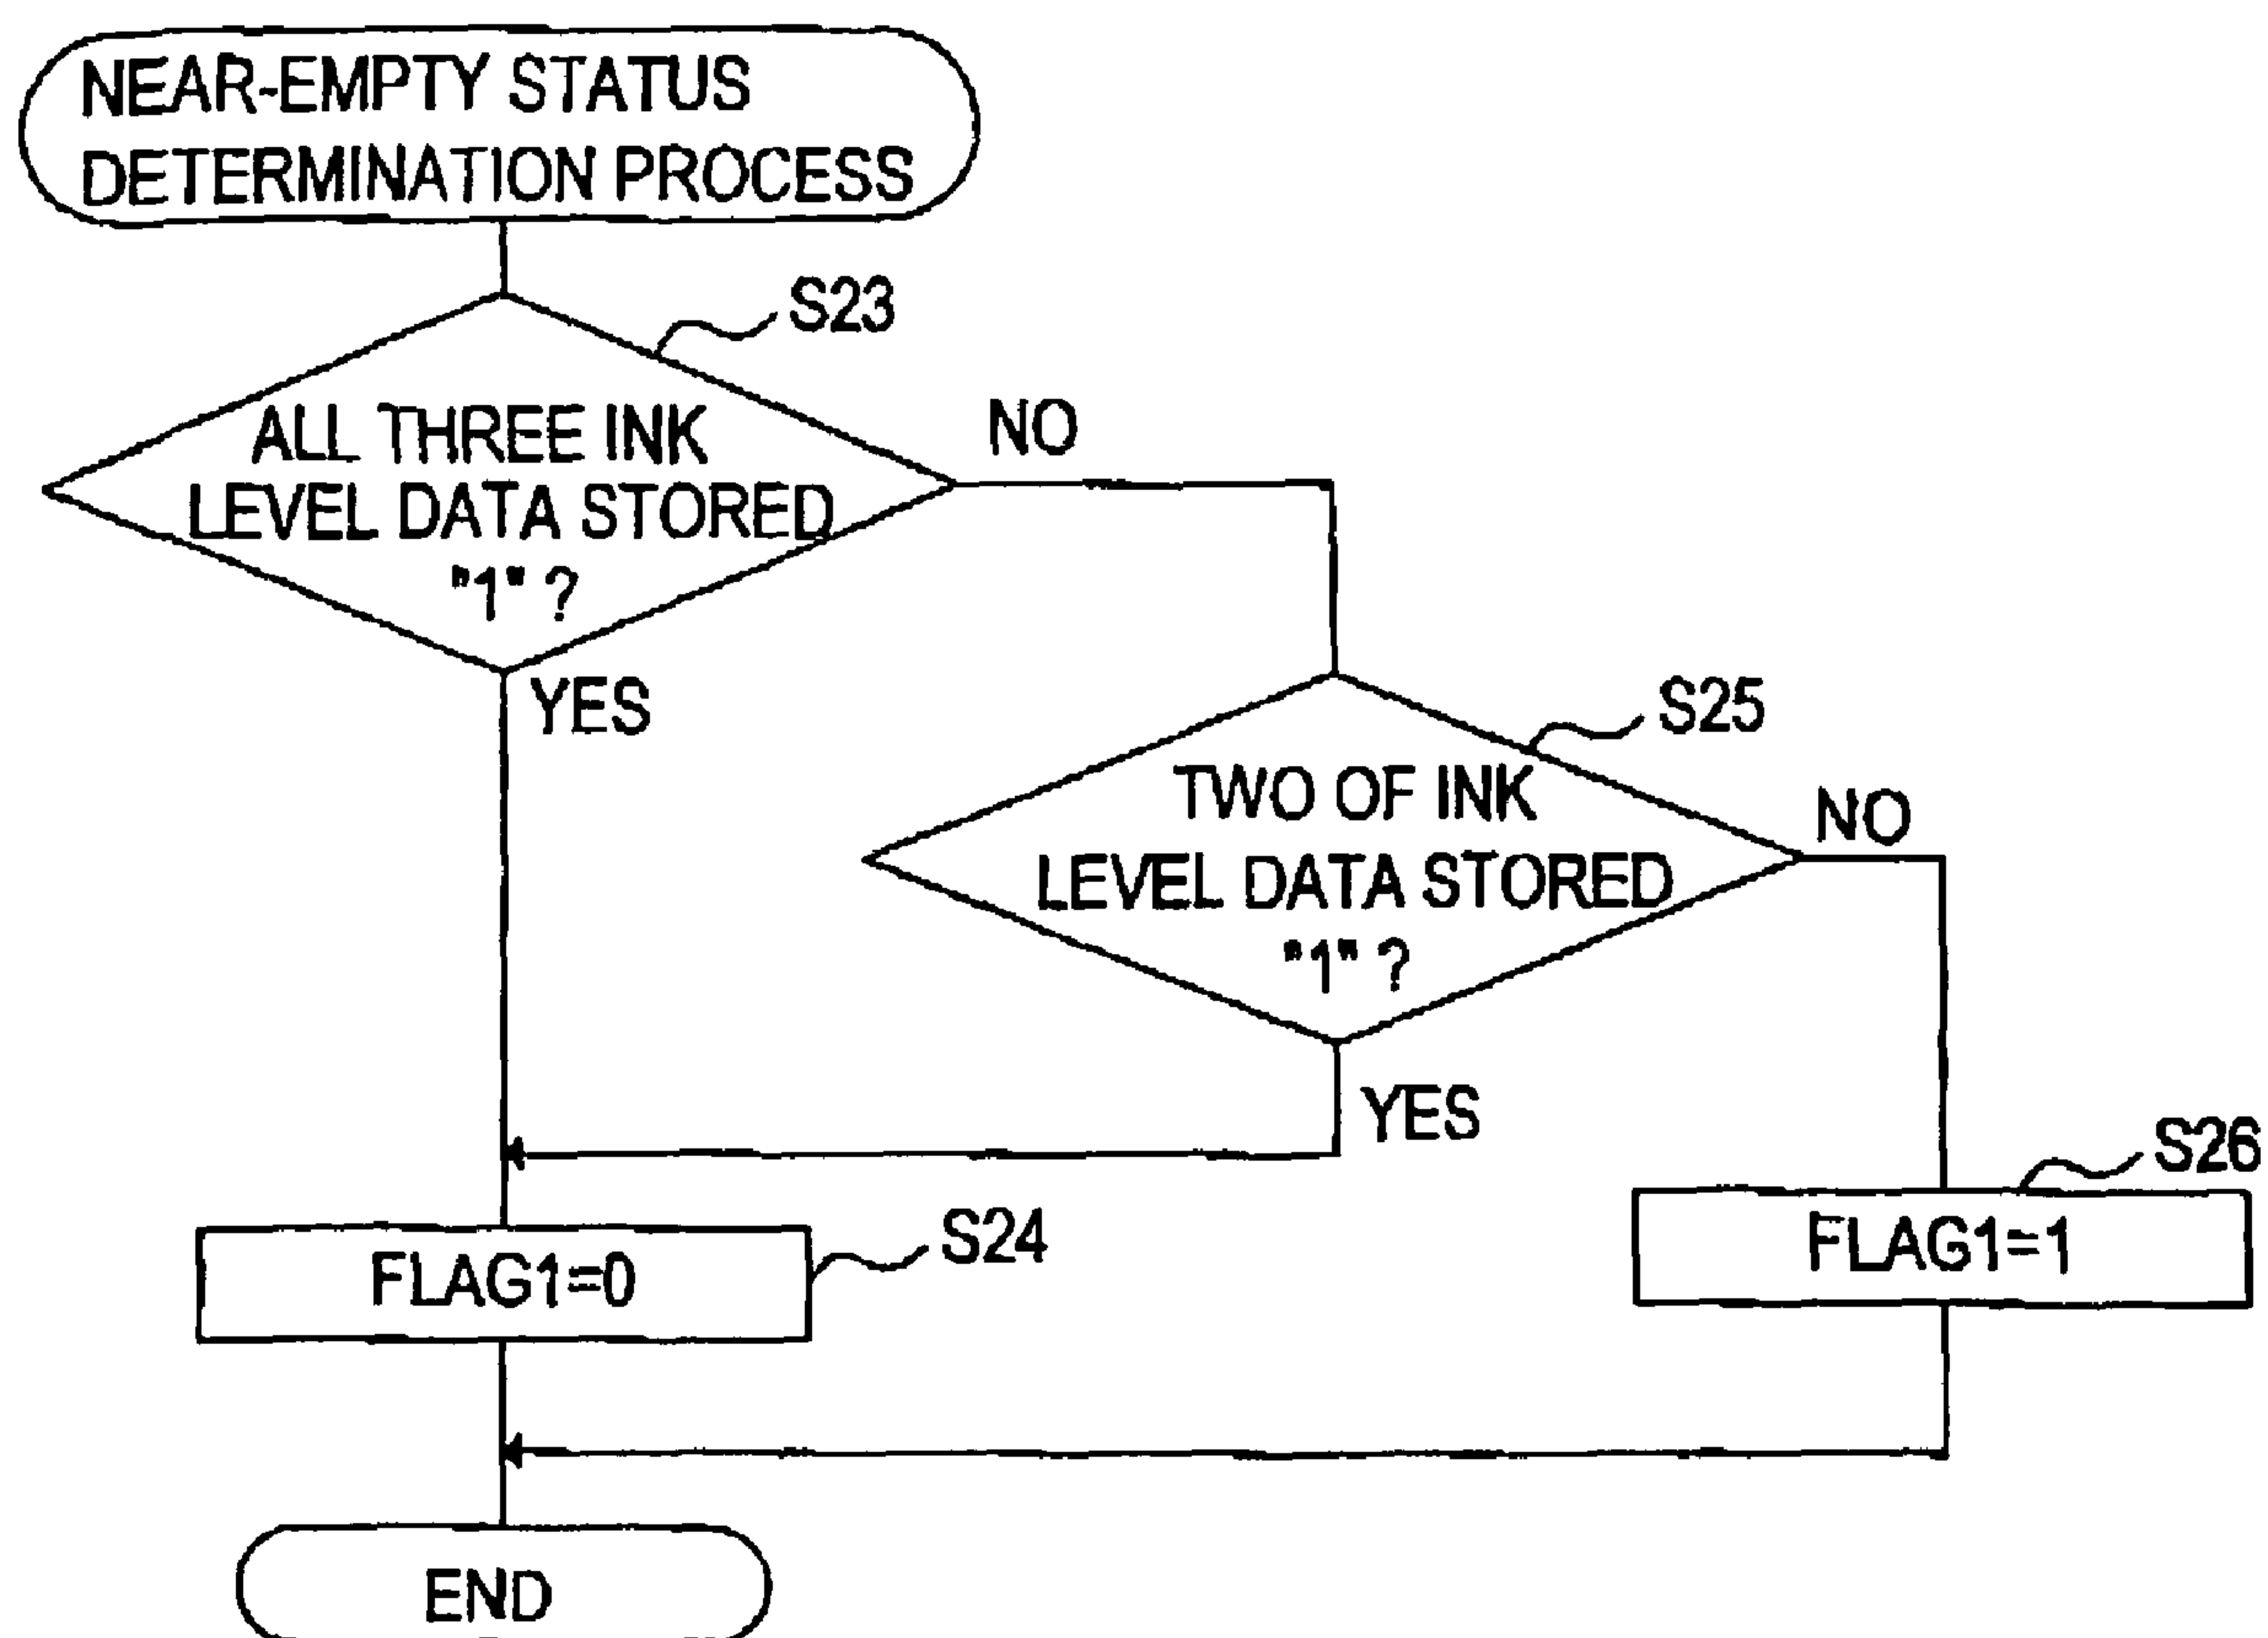 NEAR-EMPTY STATUS
DETERMINATION PROCESS
S23
ALL THREE INK
LEVEL DATA STORED
"1" ?
NO
YES
S25
TWO OF INK
LEVEL DATA STORED
"1" ?
NO
YES
S26
FLAG1=1
S24
FLAG1=0
END